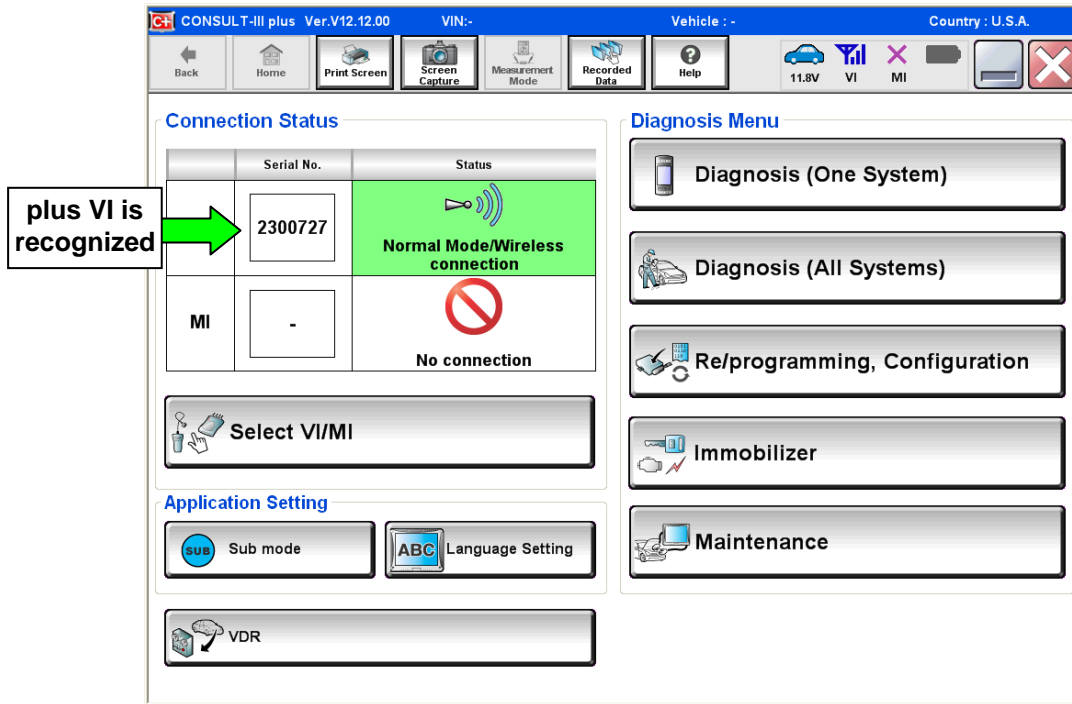 CONSULT-III plus Ver.V12.12.00 VIN:- Vehicle : - Country : U.S.A.
Back
Home
Print Screen
Screen
Capture
Measurement
Mode
Recorded
Data
Help
11.8V
VI
MI
Connection Status
Serial No. Status
plus VI is
recognized
2300727
Normal Mode/Wireless
connection
MI
-
No connection
Select VI/MI
Application Setting
SUB
Sub mode
ABC
Language Setting
VDR
Diagnosis Menu
Diagnosis (One System)
Diagnosis (All Systems)
Re/programming, Configuration
Immobilizer
Maintenance